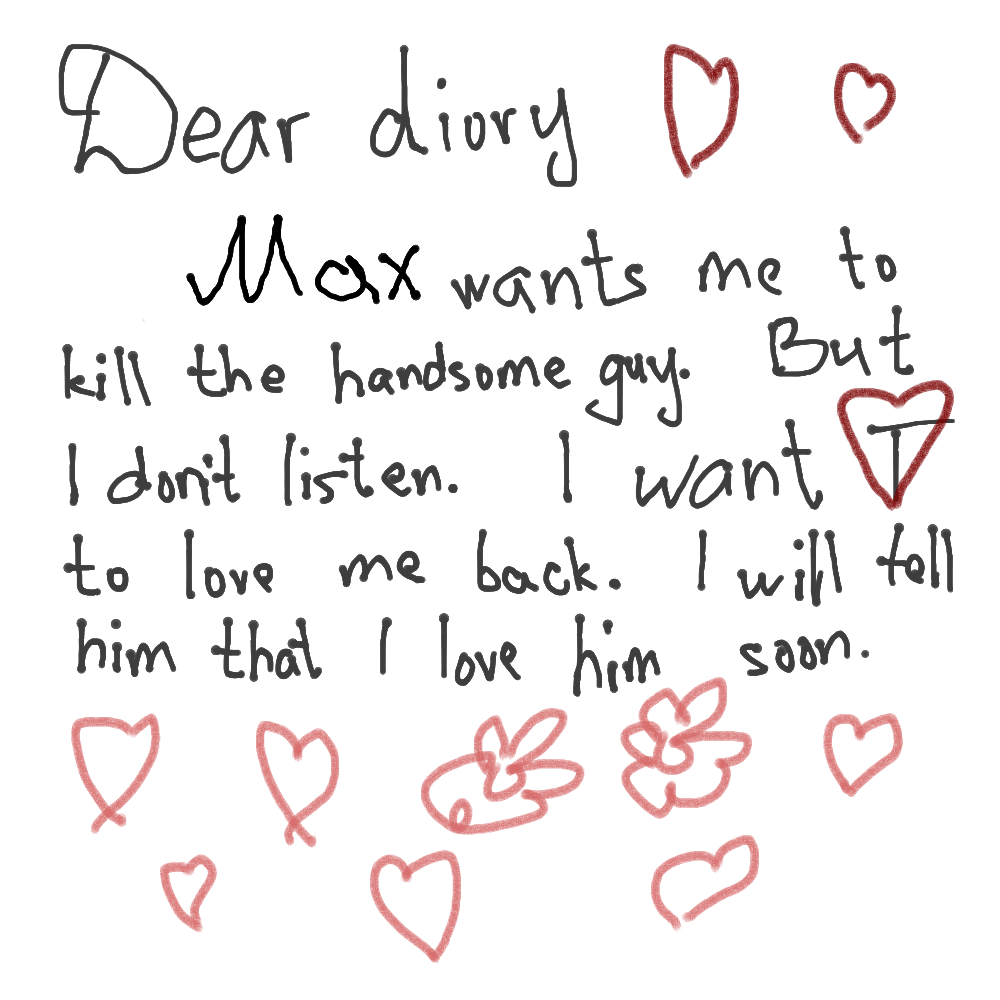 Dear diory
Max wants me to
kill the handsome guy. But
I don't listen. I want T
to love me back. I will tell
him that I love him soon.